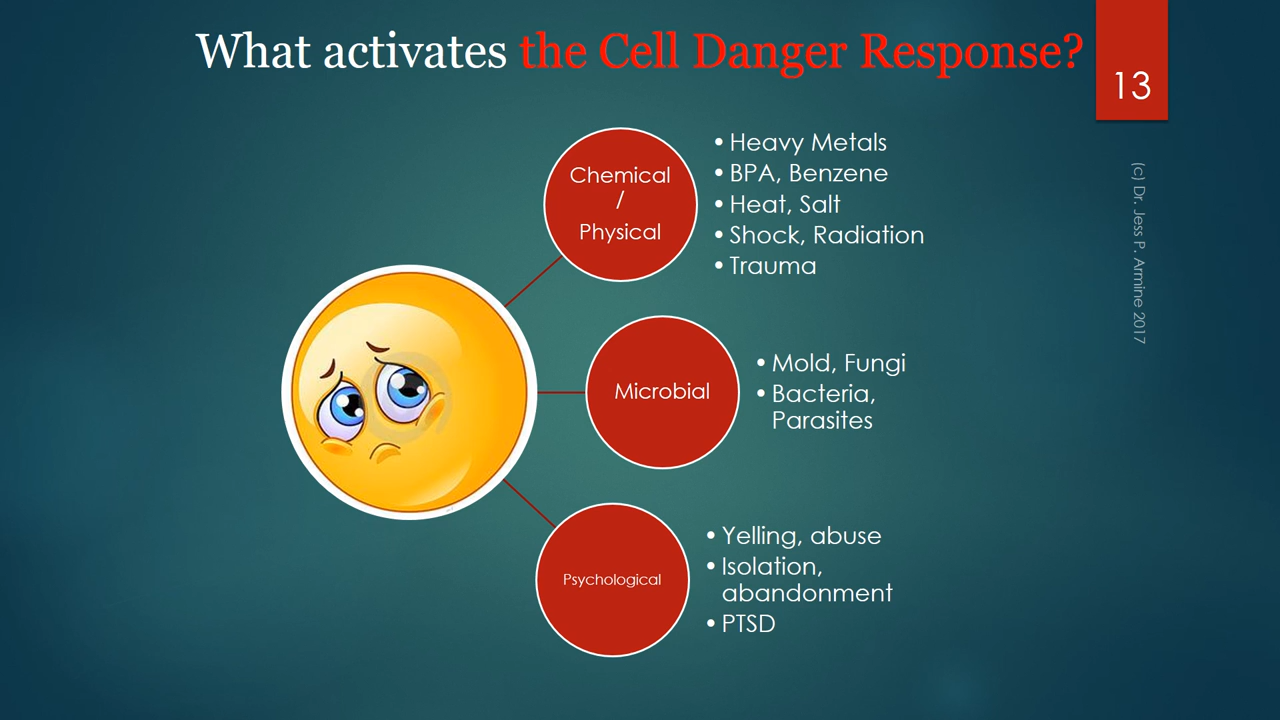 What activates the Cell Danger Response?
13
(c) Dr. Jess P. Armine 2017
Chemical
/
Physical
• Heavy Metals
• BPA, Benzene
• Heat, Salt
• Shock, Radiation
• Trauma
Microbial
• Mold, Fungi
• Bacteria,
Parasites
Psychological
• Yelling, abuse
• Isolation,
abandonment
• PTSD